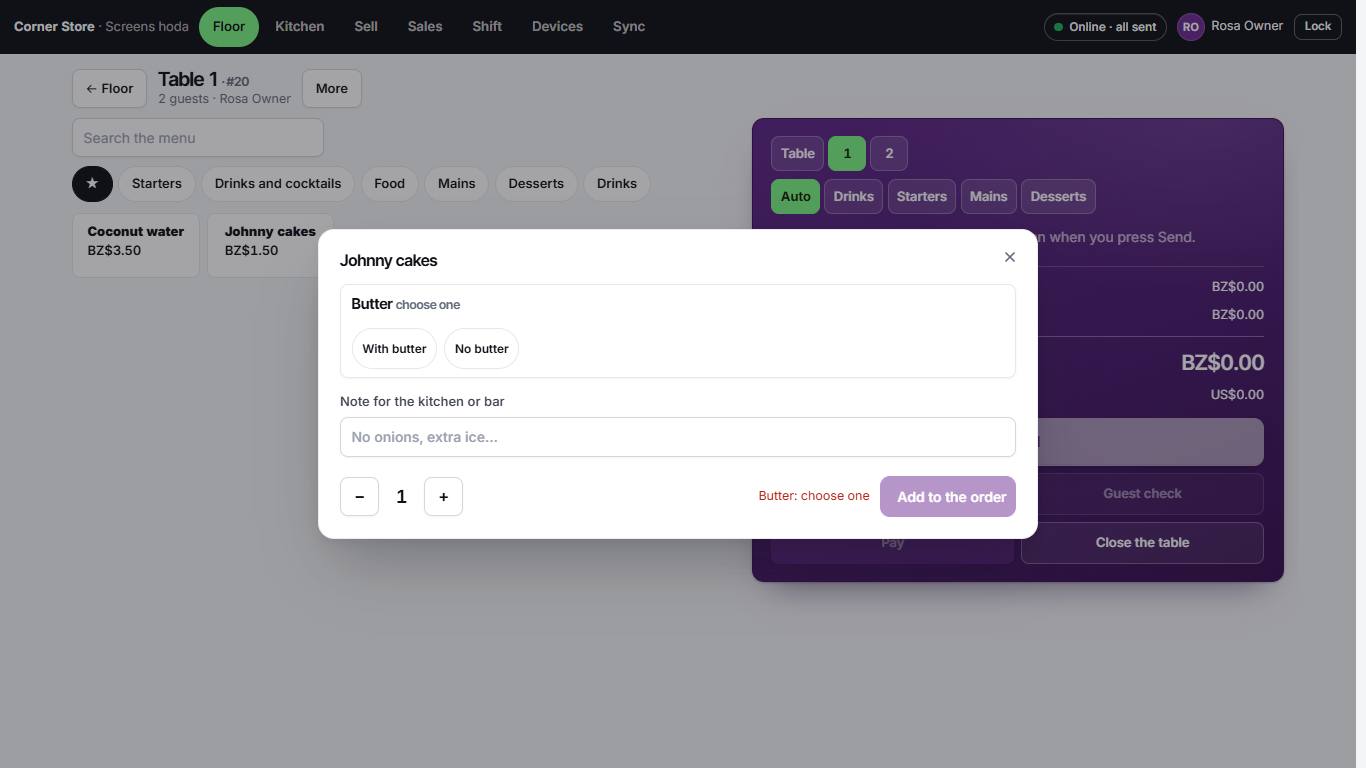 Corner Store · Screens hoda Floor Kitchen Sell Sales Shift Devices Sync Online · all sent RO Rosa Owner Lock
← Floor Table 1 · #20 More
2 guests · Rosa Owner
Search the menu
★ Starters Drinks and cocktails Food Mains Desserts Drinks
Coconut water Johnny cakes
BZ$3.50 BZ$1.50
Table 1 2
Auto Drinks Starters Mains Desserts
when you press Send.
BZ$0.00
BZ$0.00
BZ$0.00
US$0.00
Guest check
Pay Close the table
Johnny cakes ×
Butter choose one
With butter No butter
Note for the kitchen or bar
No onions, extra ice...
− 1 + Butter: choose one Add to the order